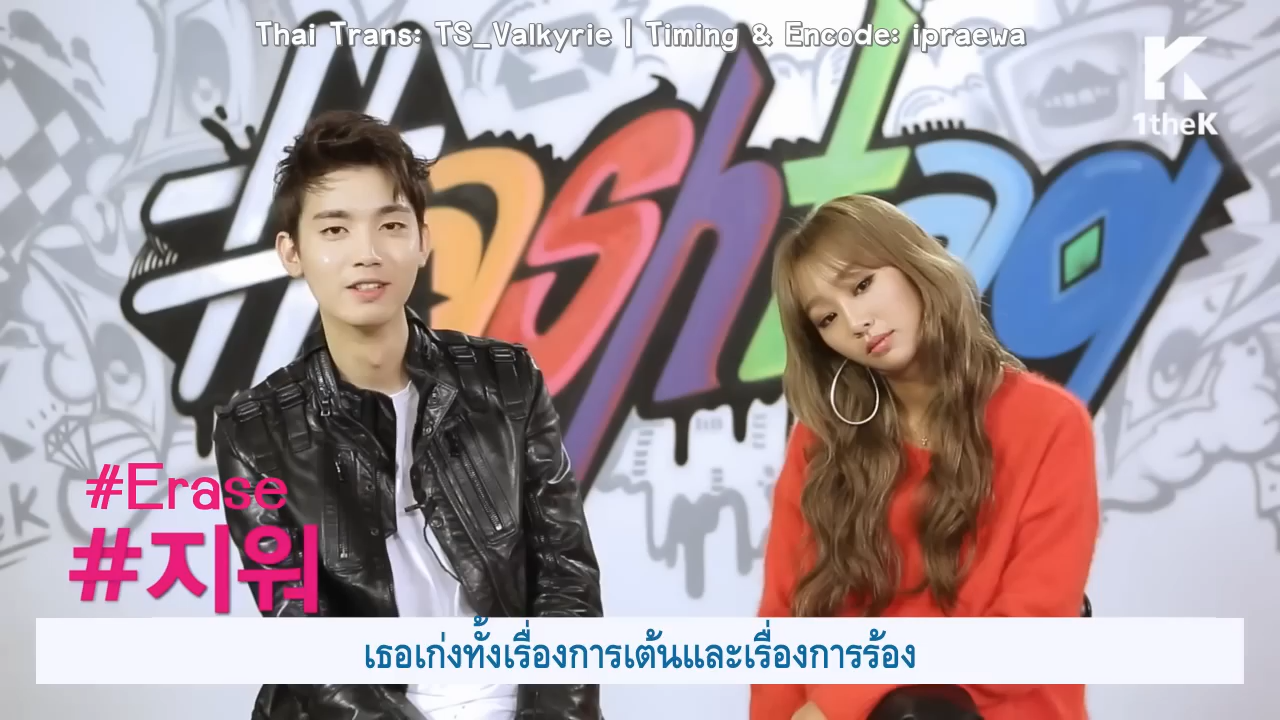 Thai Trans: TS_Valkyrie | Timing & Encode: ipraewa
1theK
#ashtag
#Erase
#지워
เธอเก่งทั้งเรื่องการเต้นและเรื่องการร้อง